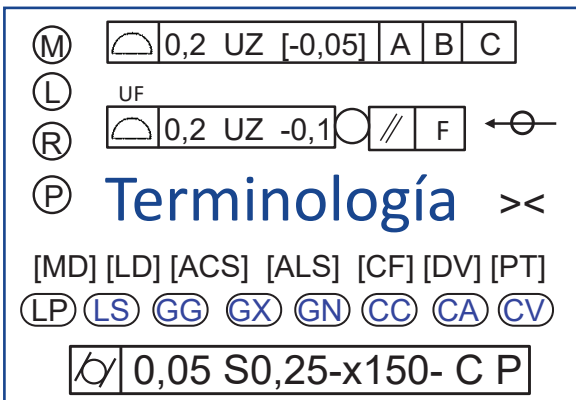 Ⓜ ⌓ 0,2 UZ [-0,05] A B C
Ⓛ UF
Ⓡ ⌓ 0,2 UZ -0,1 ◯ // F
Ⓟ Terminología ><
[MD] [LD] [ACS] [ALS] [CF] [DV] [PT]
LP LS GG GX GN CC CA CV
⌭ 0,05 S0,25-x150- C P